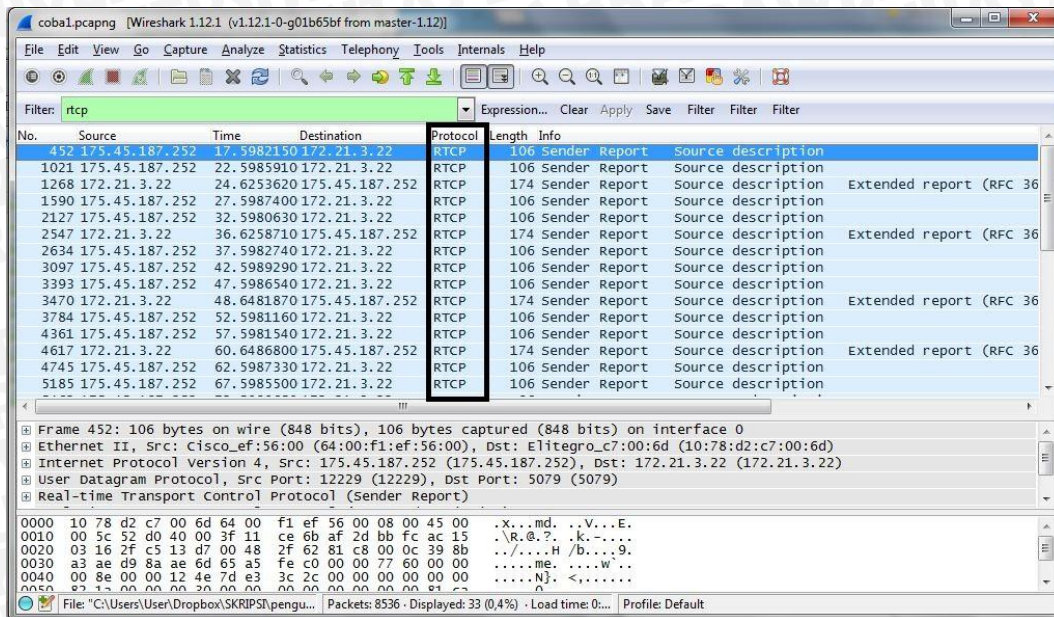 coba1.pcapng [Wireshark 1.12.1 (v1.12.1-0-g01b65bf from master-1.12)]
File Edit View Go Capture Analyze Statistics Telephony Tools Internals Help
Filter: rtcp Expression... Clear Apply Save Filter Filter Filter
No. Source Time Destination Protocol Length Info
452 175.45.187.252 17.5982150 172.21.3.22 RTCP 106 Sender Report Source description
1021 175.45.187.252 22.5985910 172.21.3.22 RTCP 106 Sender Report Source description
1268 172.21.3.22 24.6253620 175.45.187.252 RTCP 174 Sender Report Source description Extended report (RFC 36
1590 175.45.187.252 27.5987400 172.21.3.22 RTCP 106 Sender Report Source description
2127 175.45.187.252 32.5980630 172.21.3.22 RTCP 106 Sender Report Source description
2547 172.21.3.22 36.6258710 175.45.187.252 RTCP 174 Sender Report Source description Extended report (RFC 36
2634 175.45.187.252 37.5982740 172.21.3.22 RTCP 106 Sender Report Source description
3097 175.45.187.252 42.5989290 172.21.3.22 RTCP 106 Sender Report Source description
3393 175.45.187.252 47.5986540 172.21.3.22 RTCP 106 Sender Report Source description
3470 172.21.3.22 48.6481870 175.45.187.252 RTCP 174 Sender Report Source description Extended report (RFC 36
3784 175.45.187.252 52.5981160 172.21.3.22 RTCP 106 Sender Report Source description
4361 175.45.187.252 57.5981540 172.21.3.22 RTCP 106 Sender Report Source description
4617 172.21.3.22 60.6486800 175.45.187.252 RTCP 174 Sender Report Source description Extended report (RFC 36
4745 175.45.187.252 62.5987330 172.21.3.22 RTCP 106 Sender Report Source description
5185 175.45.187.252 67.5985500 172.21.3.22 RTCP 106 Sender Report Source description
Frame 452: 106 bytes on wire (848 bits), 106 bytes captured (848 bits) on interface 0
Ethernet II, Src: Cisco_ef:56:00 (64:00:f1:ef:56:00), Dst: Elitegro_c7:00:6d (10:78:d2:c7:00:6d)
Internet Protocol Version 4, Src: 175.45.187.252 (175.45.187.252), Dst: 172.21.3.22 (172.21.3.22)
User Datagram Protocol, Src Port: 12229 (12229), Dst Port: 5079 (5079)
Real-time Transport Control Protocol (Sender Report)
0000 10 78 d2 c7 00 6d 64 00 f1 ef 56 00 08 00 45 00 .x...md. ..V...E.
0010 00 5c 52 d0 40 00 3f 11 ce 6b af 2d bb fc ac 15 .\R.@.?. .k.-....
0020 03 16 2f c5 13 d7 00 48 2f 62 81 c8 00 0c 39 8b ../....H /b....9.
0030 a3 ae d9 8a ae 6d 65 a5 fe c0 00 00 77 60 00 00 .....me. ....w`..
0040 00 8e 00 00 12 4e 7d e3 3c 2c 00 00 00 00 00 00 .....N}. <,......
File: "C:\Users\User\Dropbox\SKRIPSI\pengu... Packets: 8536 · Displayed: 33 (0,4%) · Load time: 0:... Profile: Default